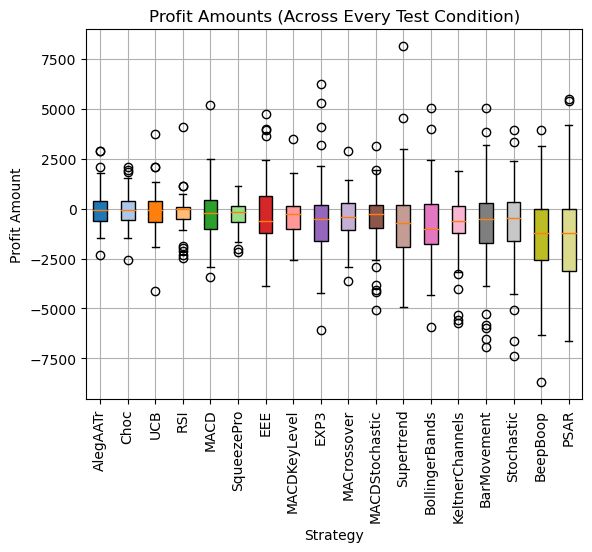 Profit Amounts (Across Every Test Condition)
7500
5000
2500
0
−2500
−5000
−7500
Profit Amount
AlegAATr
Choc
UCB
RSI
MACD
SqueezePro
EEE
MACDKeyLevel
EXP3
MACrossover
MACDStochastic
Supertrend
BollingerBands
KeltnerChannels
BarMovement
Stochastic
BeepBoop
PSAR
Strategy